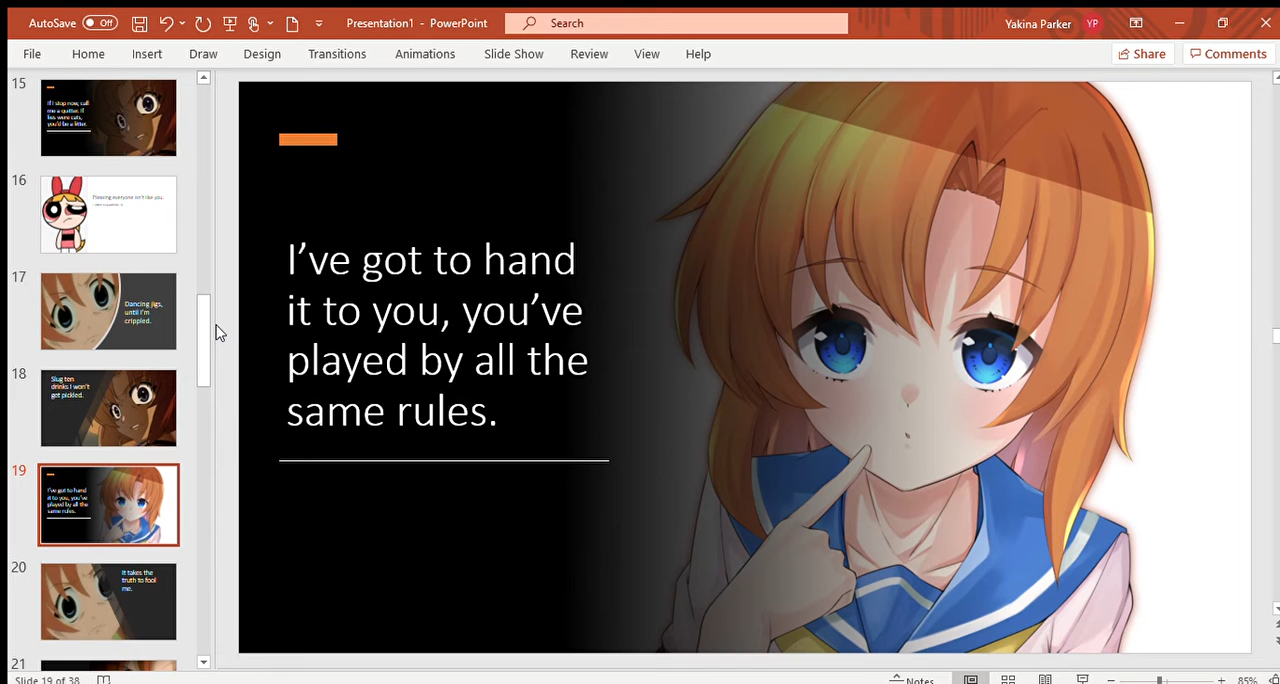 AutoSave Off Presentation1 - PowerPoint Search Yakina Parker YP
File Home Insert Draw Design Transitions Animations Slide Show Review View Help Share Comments
15
If I stop now, call
me a quitter. If
lies were cats,
you'd be a litter.
16
Pleasing everyone isn't like you.
17
Dancing jigs,
until I'm
crippled.
18
Slug ten
drinks I won't
get pickled.
19
I've got to hand
it to you, you've
played by all the
same rules.
20
It takes the
truth to fool
me.
21
I've got to hand
it to you, you've
played by all the
same rules.
Slide 19 of 38 Notes 85%